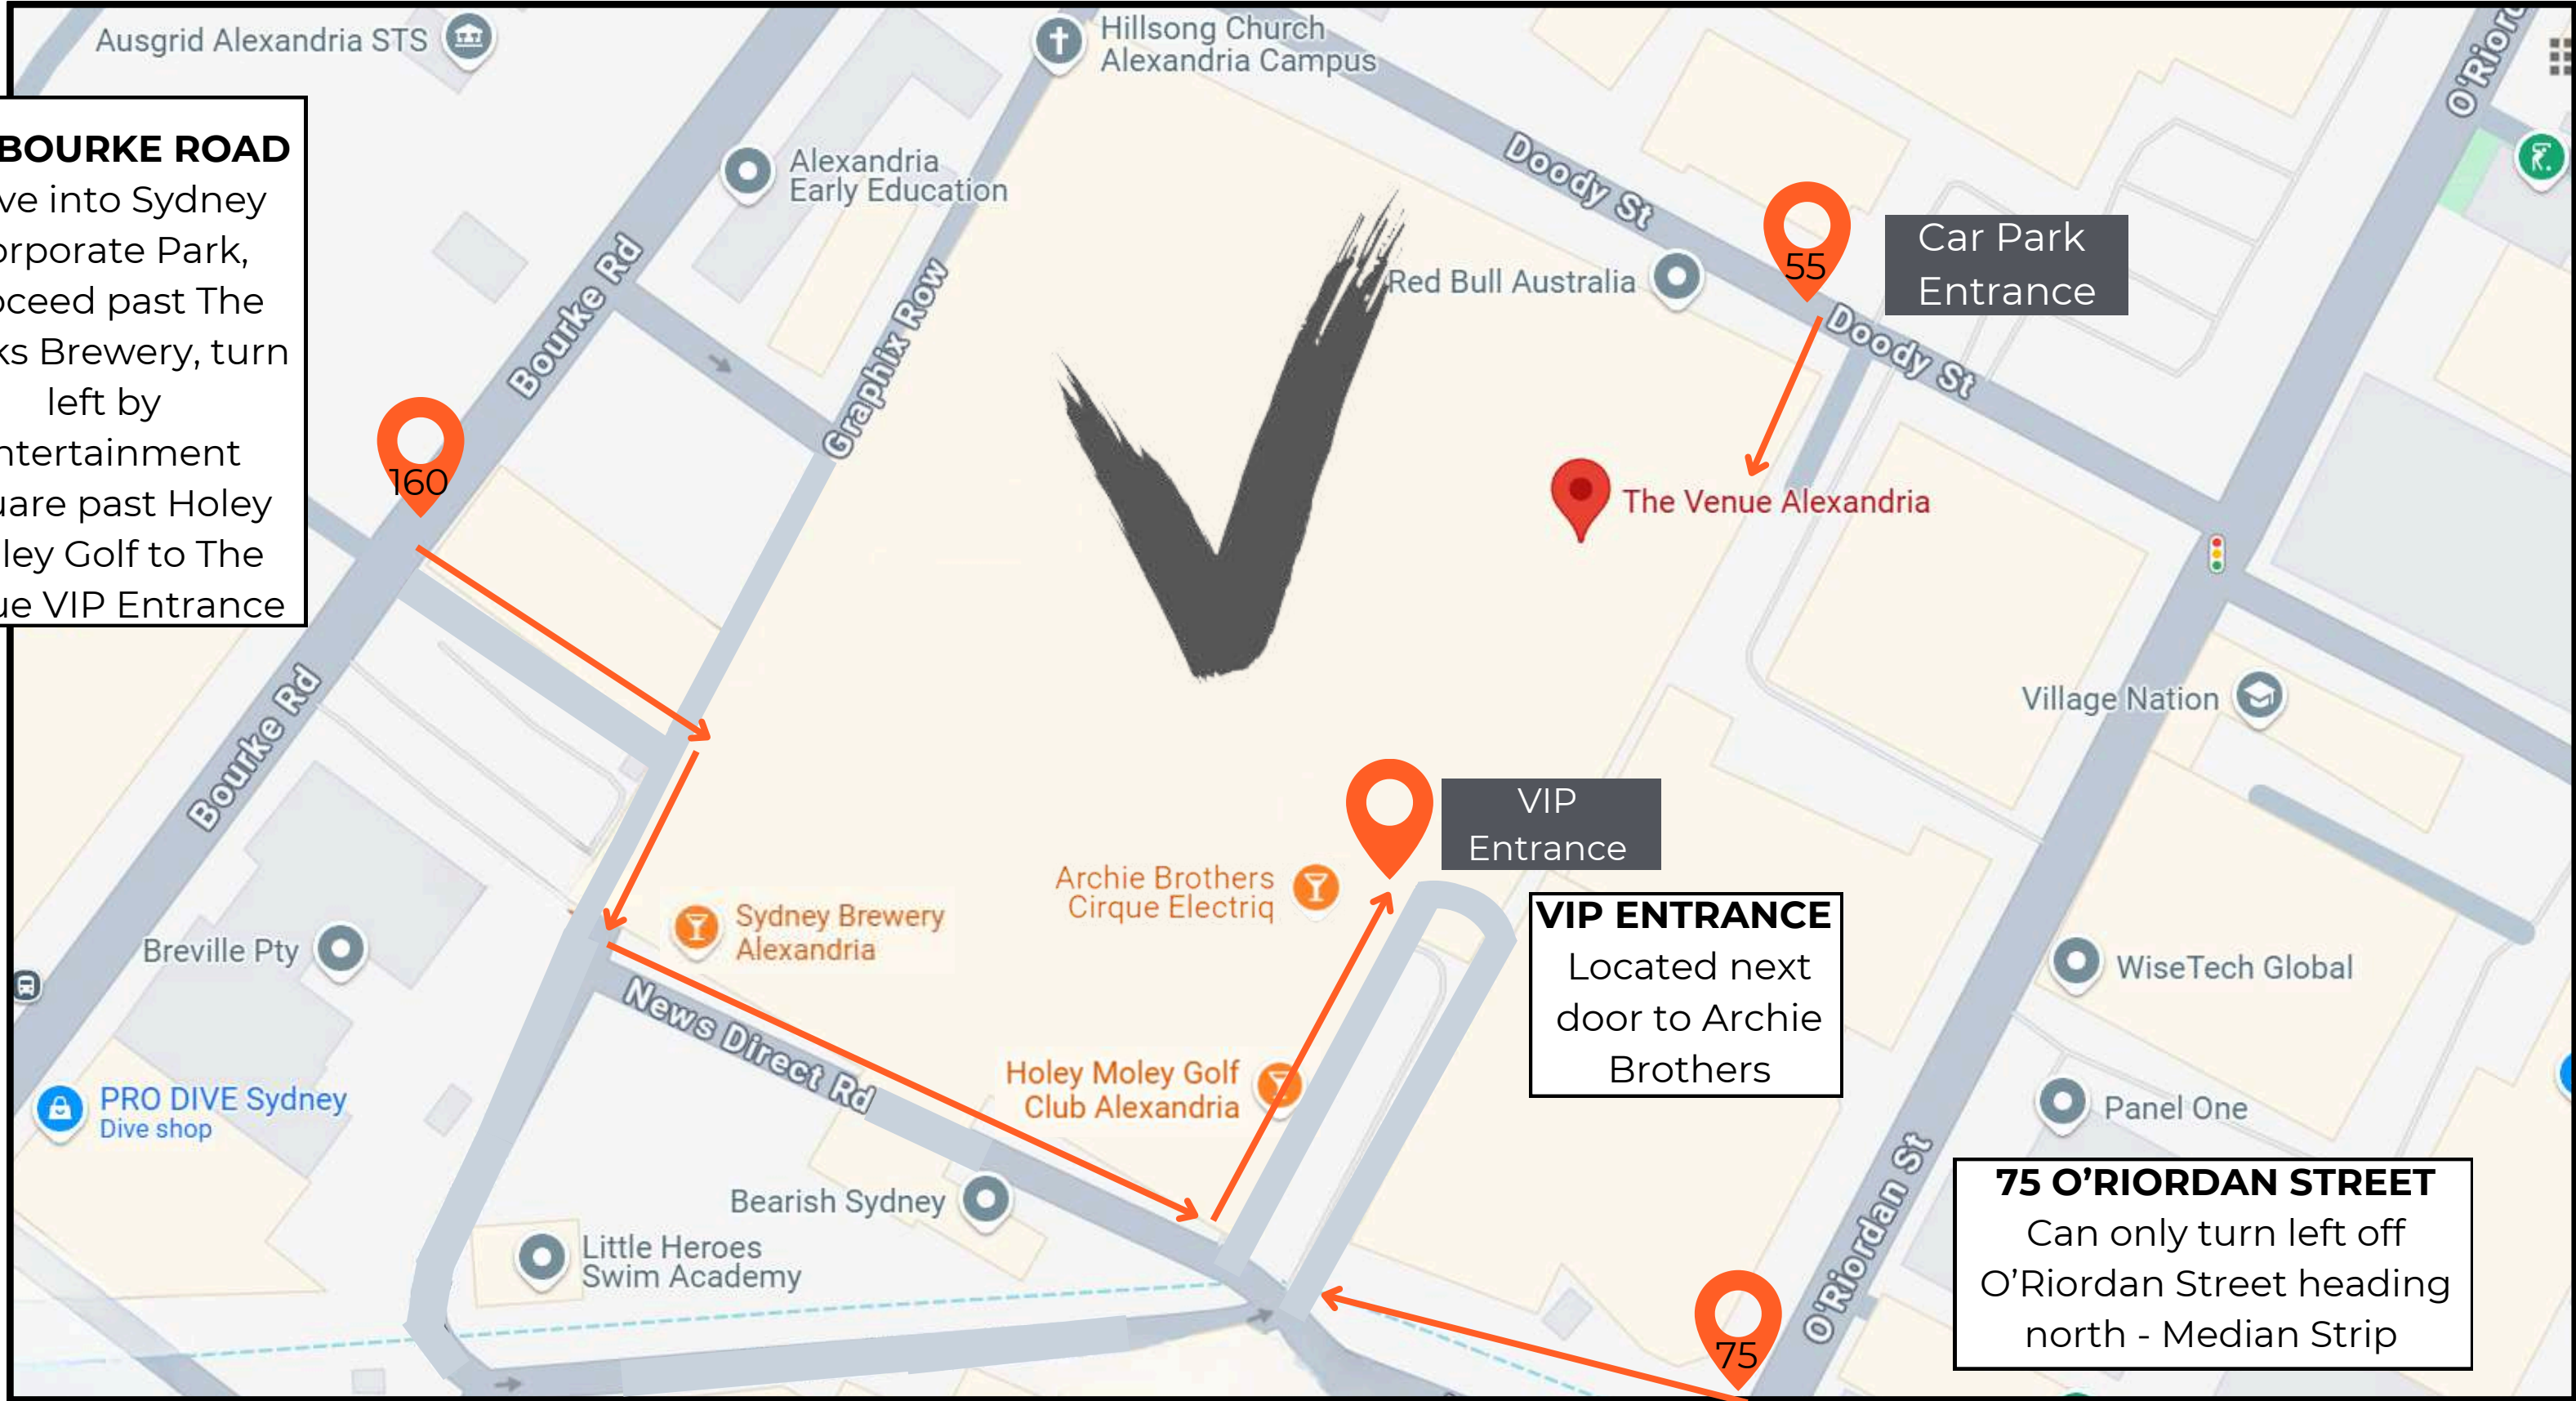 Ausgrid Alexandria STS
Hillsong Church
Alexandria Campus
O'Rior
BOURKE ROAD
ve into Sydney
orporate Park,
ceed past The
ks Brewery, turn
left by
ntertainment
uare past Holey
ley Golf to The
ue VIP Entrance
Alexandria
Early Education
Doody St
Bourke Rd
Graphix Row
Red Bull Australia
55
Car Park
Entrance
Doody St
160
The Venue Alexandria
Bourke Rd
Village Nation
VIP
Entrance
Archie Brothers
Cirque Electriq
Sydney Brewery
Alexandria
VIP ENTRANCE
Located next
door to Archie
Brothers
Breville Pty
WiseTech Global
News Direct Rd
Holey Moley Golf
Club Alexandria
PRO DIVE Sydney
Dive shop
Panel One
Bearish Sydney
Little Heroes
Swim Academy
O'Riordan St
75
75 O'RIORDAN STREET
Can only turn left off
O'Riordan Street heading
north - Median Strip